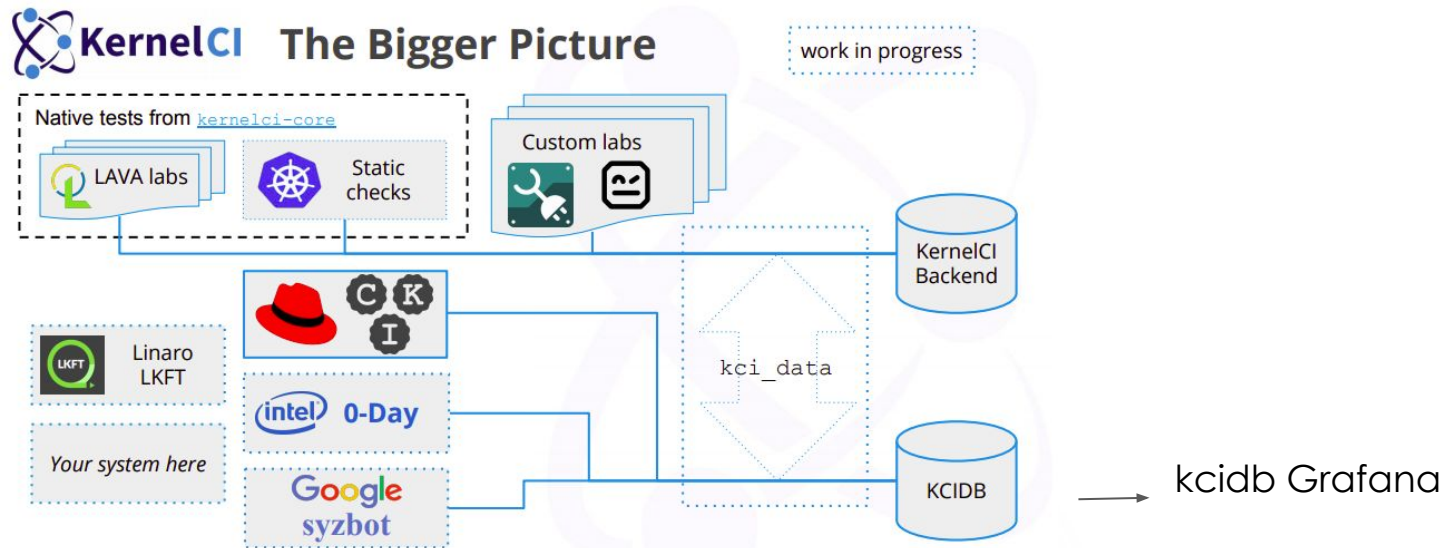 KernelCI The Bigger Picture
work in progress
Native tests from kernelci-core
LAVA labs
Static
checks
Custom labs
KernelCI
Backend
C K
I
LKFT
Linaro
LKFT
kci_data
intel 0-Day
Your system here
Google
syzbot
KCIDB
kcidb Grafana